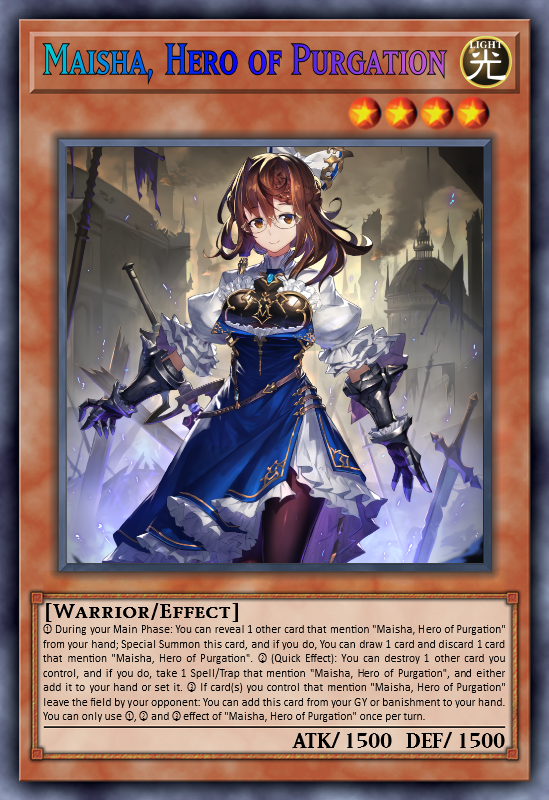 Maisha, Hero of Purgation
LIGHT
光
[Warrior/Effect]
① During your Main Phase: You can reveal 1 other card that mention "Maisha, Hero of Purgation"
from your hand; Special Summon this card, and if you do, You can draw 1 card and discard 1 card
that mention "Maisha, Hero of Purgation". ② (Quick Effect): You can destroy 1 other card you
control, and if you do, take 1 Spell/Trap that mention "Maisha, Hero of Purgation", and either
add it to your hand or set it. ③ If card(s) you control that mention "Maisha, Hero of Purgation"
leave the field by your opponent: You can add this card from your GY or banishment to your hand.
You can only use ①, ② and ③ effect of "Maisha, Hero of Purgation" once per turn.
ATK/ 1500 DEF/ 1500